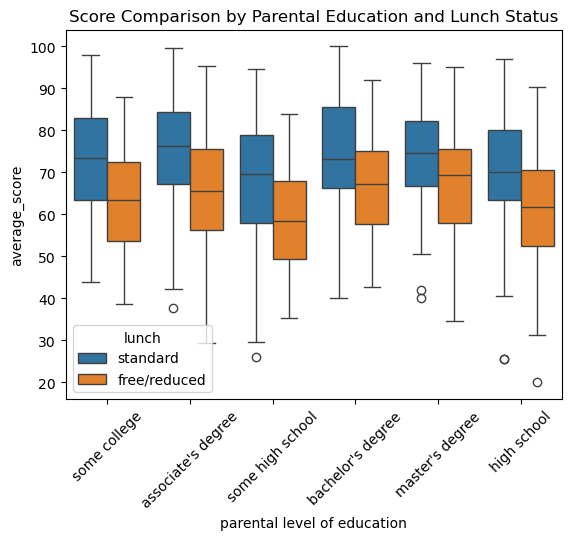 Score Comparison by Parental Education and Lunch Status
average_score
100
90
80
70
60
50
40
30
20
lunch
standard
free/reduced
some college
associate's degree
some high school
bachelor's degree
master's degree
high school
parental level of education